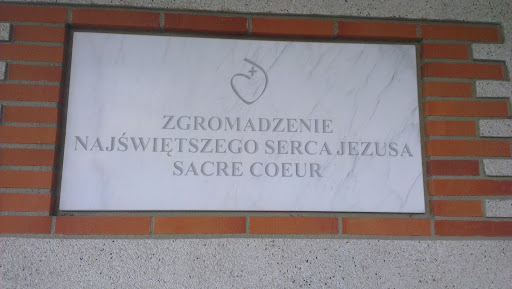 ZGROMADZENIE
NAJŚWIĘTSZEGO SERCA JEZUSA
SACRE COEUR